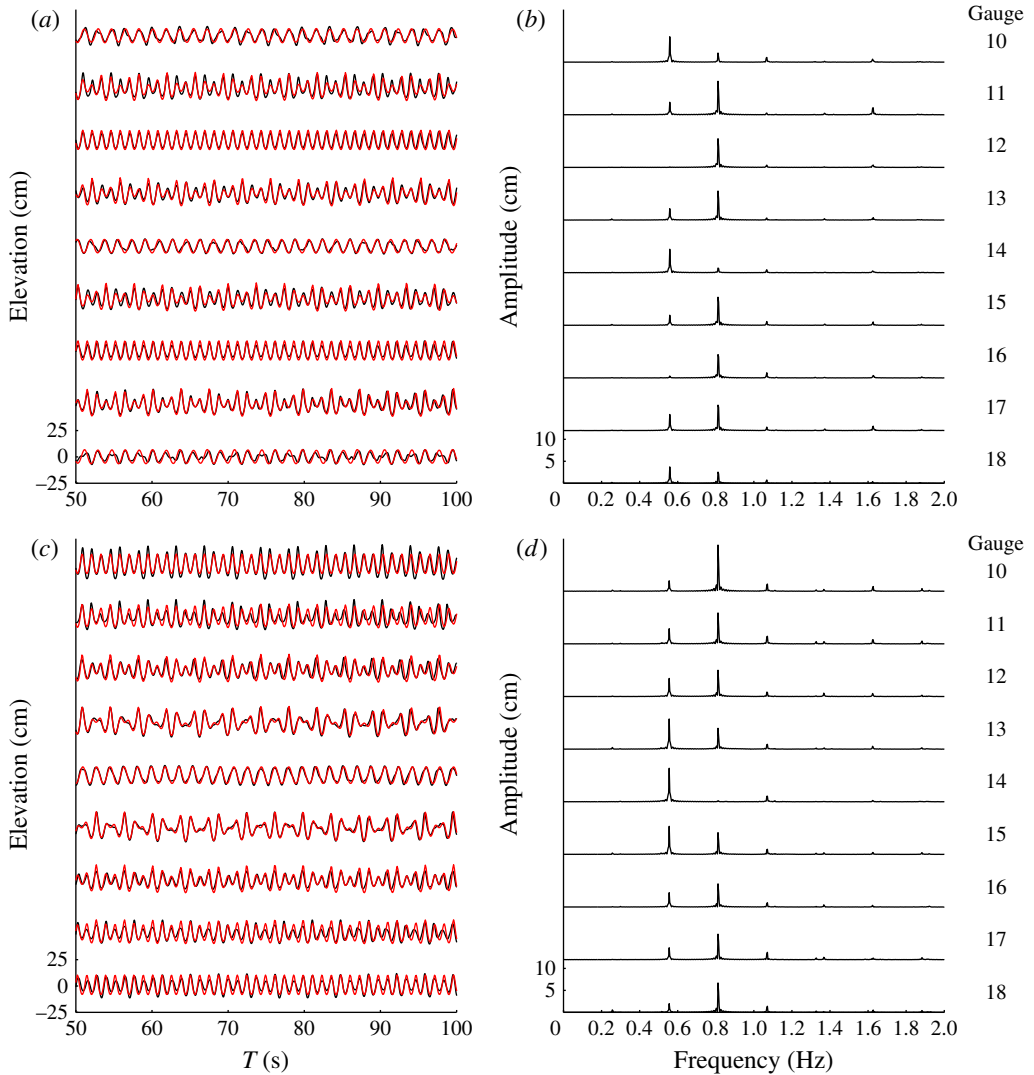 (a)
(b)
Gauge
10
11
12
13
14
15
16
17
18
Elevation (cm)
25
0
−25
50 60 70 80 90 100
Amplitude (cm)
10
5
0 0.2 0.4 0.6 0.8 1.0 1.2 1.4 1.6 1.8 2.0
(c)
(d)
Gauge
10
11
12
13
14
15
16
17
18
Elevation (cm)
25
0
−25
50 60 70 80 90 100
T (s)
Amplitude (cm)
10
5
0 0.2 0.4 0.6 0.8 1.0 1.2 1.4 1.6 1.8 2.0
Frequency (Hz)